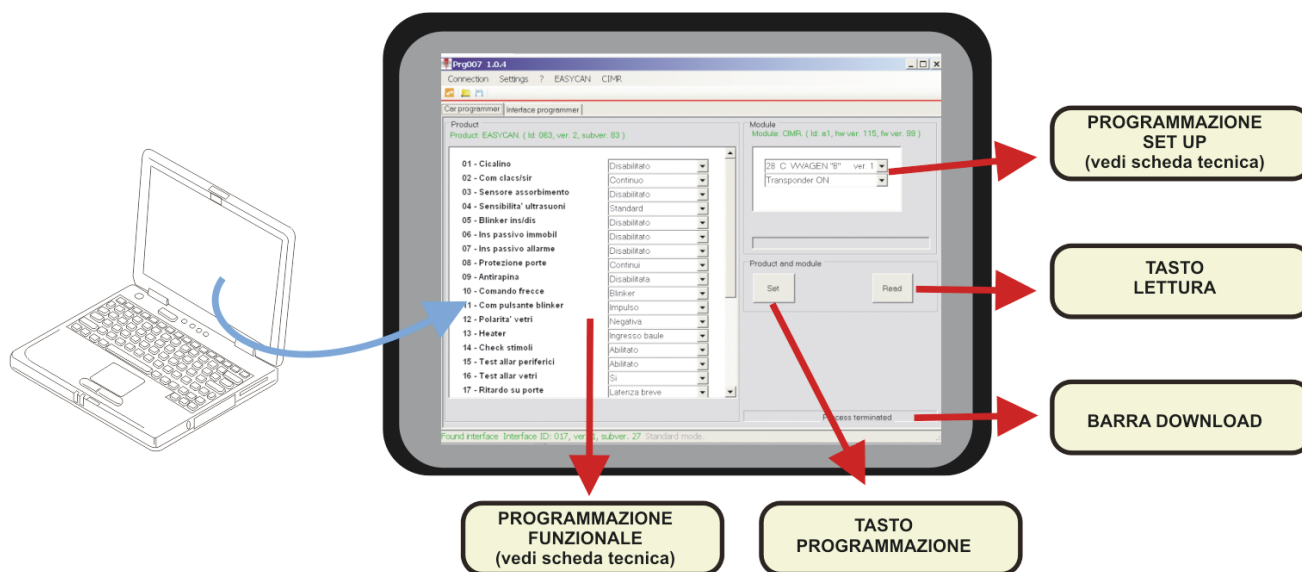 Prg007 1.0.4
Connection Settings ? EASYCAN CIMR
Car programmer Interface programmer
Product
Product: EASYCAN. ( Id: 063, ver. 2, subver. 83 )
01 - Cicalino Disabilitato
02 - Com clacs/sir Continuo
03 - Sensore assorbimento Disabilitato
04 - Sensibilita' ultrasuoni Standard
05 - Blinker ins/dis Disabilitato
06 - Ins passivo immobil Disabilitato
07 - Ins passivo allarme Disabilitato
08 - Protezione porte Continui
09 - Antirapina Disabilitata
10 - Comando frecce Blinker
11 - Com pulsante blinker Impulso
12 - Polarita' vetri Negativa
13 - Heater Ingresso baule
14 - Check stimoli Abilitato
15 - Test allar periferici Abilitato
16 - Test allar vetri Si
17 - Ritardo su porte Latenza breve
Module
Module: CIMR. ( Id: a1, hw ver. 115, fw ver. 99 )
28 C VWAGEN "8" ver. 1
Transponder ON
Product and module
Set Read
Process terminated
Found interface Interface ID: 017, ver. 1, subver. 27 Standard mode.
PROGRAMMAZIONE
SET UP
(vedi scheda tecnica)
TASTO
LETTURA
BARRA DOWNLOAD
PROGRAMMAZIONE
FUNZIONALE
(vedi scheda tecnica)
TASTO
PROGRAMMAZIONE